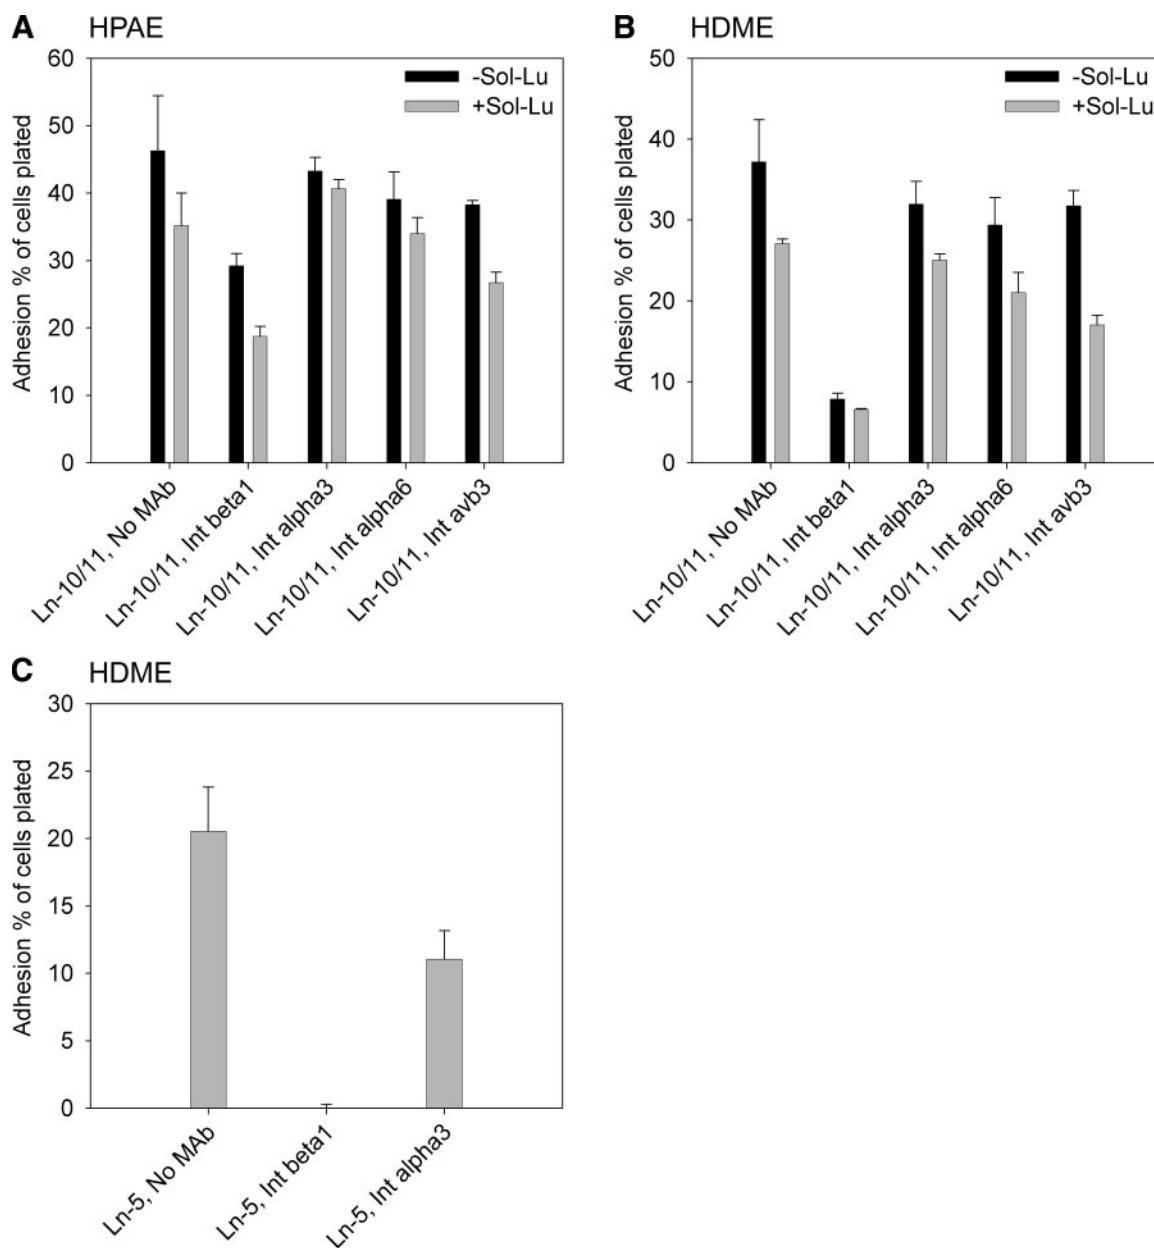 A HPAE
Adhesion % of cells plated
60
50
40
30
20
10
0
-Sol-Lu
+Sol-Lu
Ln-10/11, No MAb
Ln-10/11, Int beta1
Ln-10/11, Int alpha3
Ln-10/11, Int alpha6
Ln-10/11, Int avb3
B HDME
Adhesion % of cells plated
50
40
30
20
10
0
-Sol-Lu
+Sol-Lu
Ln-10/11, No MAb
Ln-10/11, Int beta1
Ln-10/11, Int alpha3
Ln-10/11, Int alpha6
Ln-10/11, Int avb3
C HDME
Adhesion % of cells plated
30
25
20
15
10
5
0
Ln-5, No MAb
Ln-5, Int beta1
Ln-5, Int alpha3